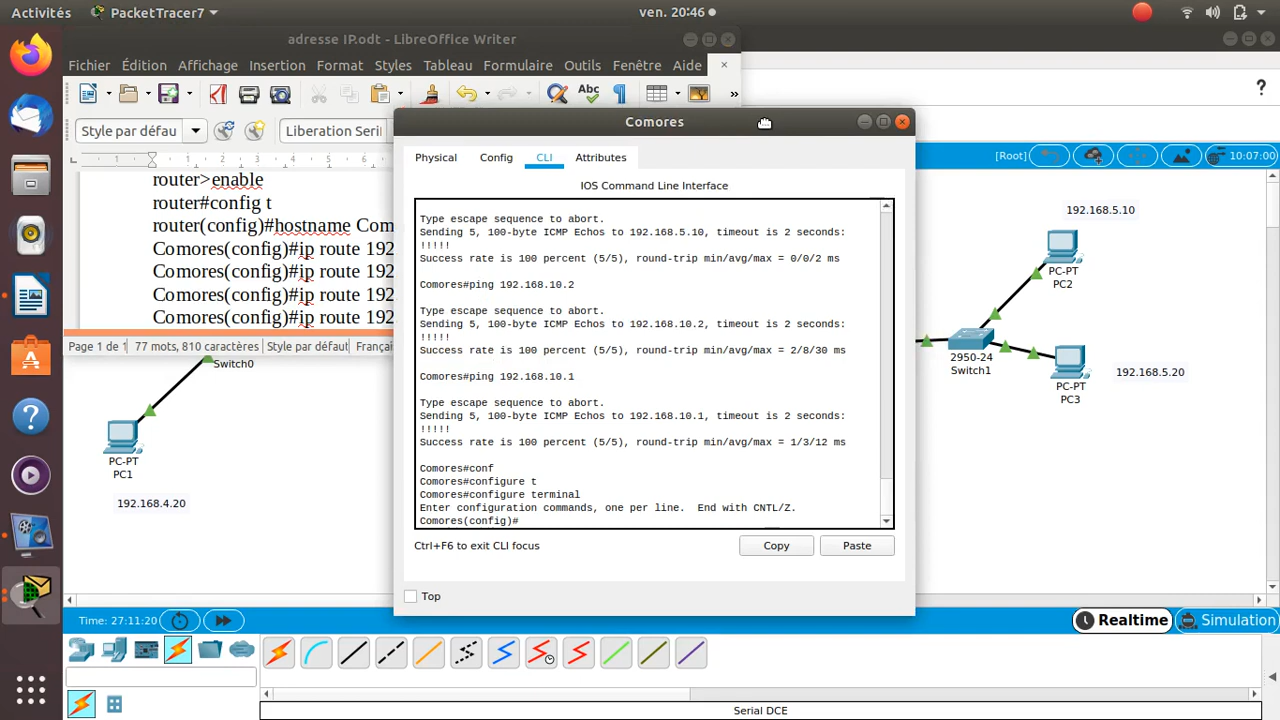 Activités PacketTracer7 ven. 20:46
adresse IP.odt - LibreOffice Writer
Fichier Édition Affichage Insertion Format Styles Tableau Formulaire Outils Fenêtre Aide ×
Abc ¶ »
Style par défau Liberation Seri
1 1 2 3 4 5 6
router>enable
router#config t
router(config)#hostname Com
Comores(config)#ip route 192
Comores(config)#ip route 192
Comores(config)#ip route 192
Comores(config)#ip route 192
Page 1 de 1 77 mots, 810 caractères Style par défaut Français
Switch0
PC-PT
PC1
192.168.4.20
Comores
Physical Config CLI Attributes
IOS Command Line Interface
Type escape sequence to abort.
Sending 5, 100-byte ICMP Echos to 192.168.5.10, timeout is 2 seconds:
!!!!!
Success rate is 100 percent (5/5), round-trip min/avg/max = 0/0/2 ms
Comores#ping 192.168.10.2
Type escape sequence to abort.
Sending 5, 100-byte ICMP Echos to 192.168.10.2, timeout is 2 seconds:
!!!!!
Success rate is 100 percent (5/5), round-trip min/avg/max = 2/8/30 ms
Comores#ping 192.168.10.1
Type escape sequence to abort.
Sending 5, 100-byte ICMP Echos to 192.168.10.1, timeout is 2 seconds:
!!!!!
Success rate is 100 percent (5/5), round-trip min/avg/max = 1/3/12 ms
Comores#conf
Comores#configure t
Comores#configure terminal
Enter configuration commands, one per line. End with CNTL/Z.
Comores(config)#
Ctrl+F6 to exit CLI focus
Copy Paste
Top
?
[Root] 10:07:00
192.168.5.10
PC-PT
PC2
2950-24
Switch1
PC-PT
PC3
192.168.5.20
Time: 27:11:20
Realtime Simulation
Serial DCE